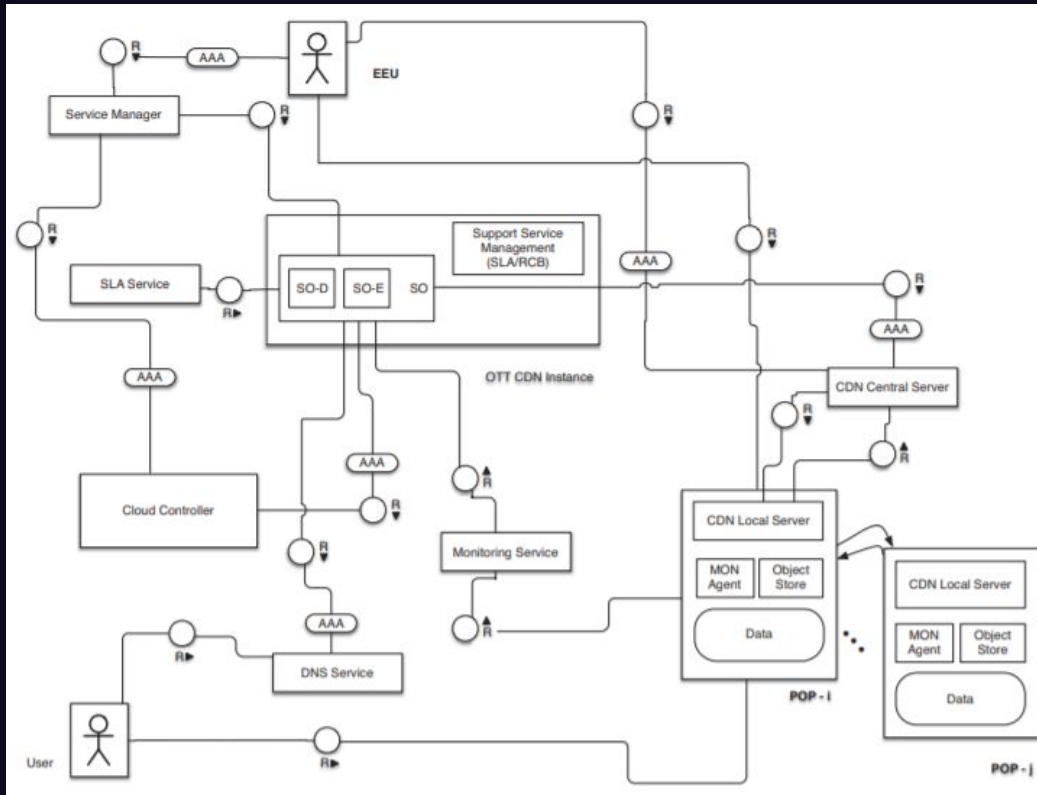 R
AAA
EEU
Service Manager
R
R
R
Support Service
Management
(SLA/RCB)
R
AAA
SLA Service
R
SO-D
SO-E
SO
R
AAA
OTT CDN Instance
AAA
CDN Central Server
R
R
AAA
R
R
Cloud Controller
CDN Local Server
Monitoring Service
R
MON
Agent
Object
Store
CDN Local Server
AAA
R
Data
MON
Agent
Object
Store
R
DNS Service
POP - i
Data
User
R
POP - j